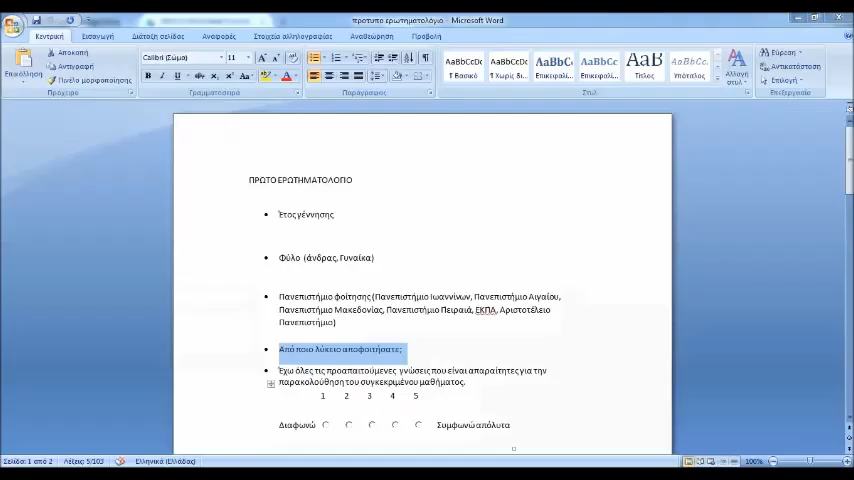 προτυπο ερωτηματολόγιο - Microsoft Word
Κεντρική Εισαγωγή Διάταξη σελίδας Αναφορές Στοιχεία αλληλογραφίας Αναθεώρηση Προβολή
Επικόλληση
Αποκοπή
Αντιγραφή
Πινέλο μορφοποίησης
Πρόχειρο
Calibri (Σώμα) 11
Γραμματοσειρά
Παράγραφος
AaBbCcDc AaBbCcDc AaBbC AaBbCc AaB AaBbCc
¶ Βασικό ¶ Χωρίς δι... Επικεφαλί... Επικεφαλί... Τίτλος Υπότιτλος
Στυλ
Αλλαγή
στυλ
Εύρεση
Αντικατάσταση
Επιλογή
Επεξεργασία
ΠΡΩΤΟ ΕΡΩΤΗΜΑΤΟΛΟΓΙΟ
• Έτος γέννησης
• Φύλο (άνδρας, Γυναίκα)
• Πανεπιστήμιο φοίτησης (Πανεπιστήμιο Ιωαννίνων, Πανεπιστήμιο Αιγαίου,
Πανεπιστήμιο Μακεδονίας, Πανεπιστήμιο Πειραιά, ΕΚΠΑ, Αριστοτέλειο
Πανεπιστήμιο)
• Από ποιο λύκειο αποφοιτήσατε;
• Έχω όλες τις προαπαιτούμενες γνώσεις που είναι απαραίτητες για την
παρακολούθηση του συγκεκριμένου μαθήματος.
1 2 3 4 5
Διαφωνώ Συμφωνώ απόλυτα
Σελίδα: 1 από 2 Λέξεις: 5/103 Ελληνικά (Ελλάδας) 100%